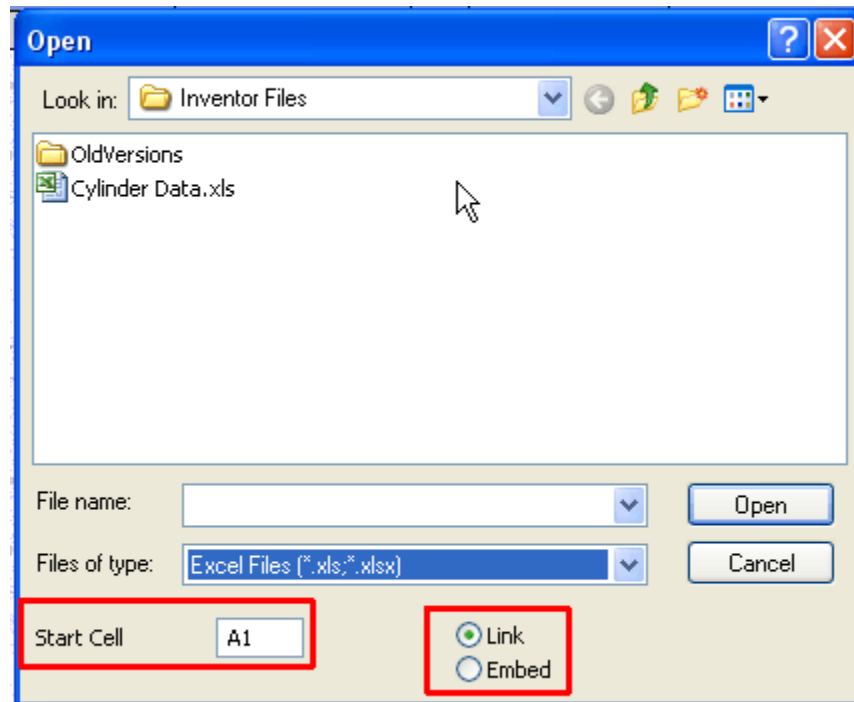 Open
Look in: Inventor Files
OldVersions
Cylinder Data.xls
File name:
Open
Files of type: Excel Files (*.xls;*.xlsx)
Cancel
Start Cell A1
Link
Embed